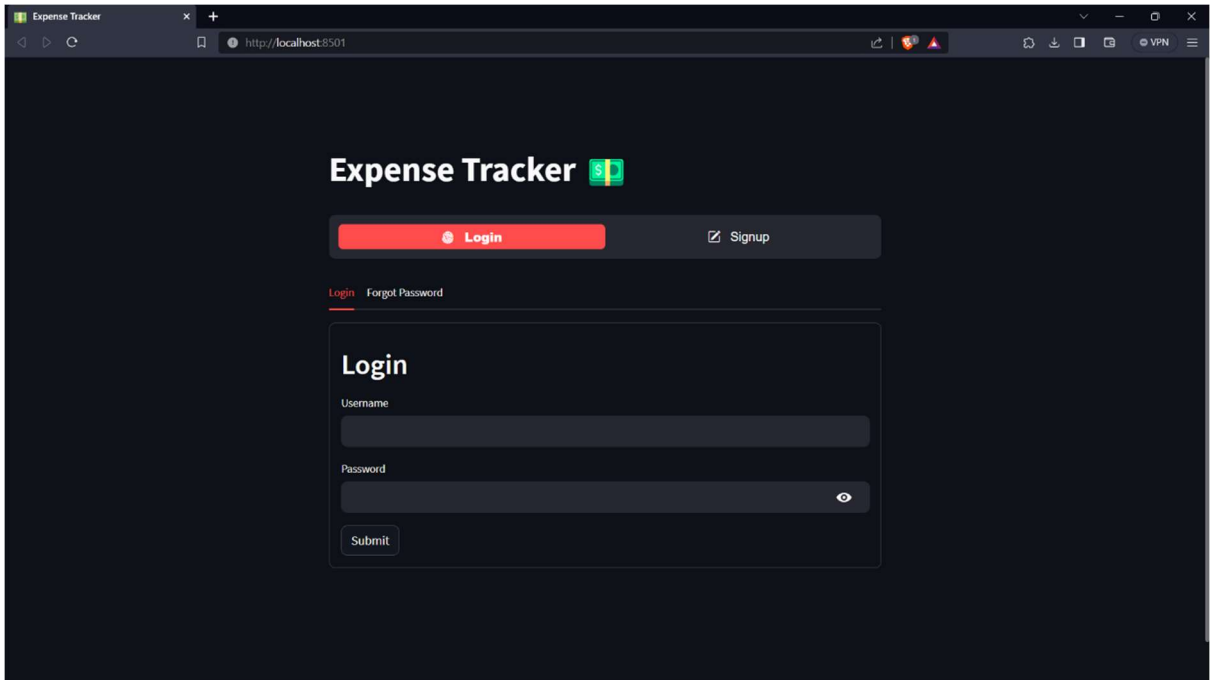 Expense Tracker
http://localhost:8501
VPN
Expense Tracker
Login Signup
Login Forgot Password
Login
Username
Password
Submit